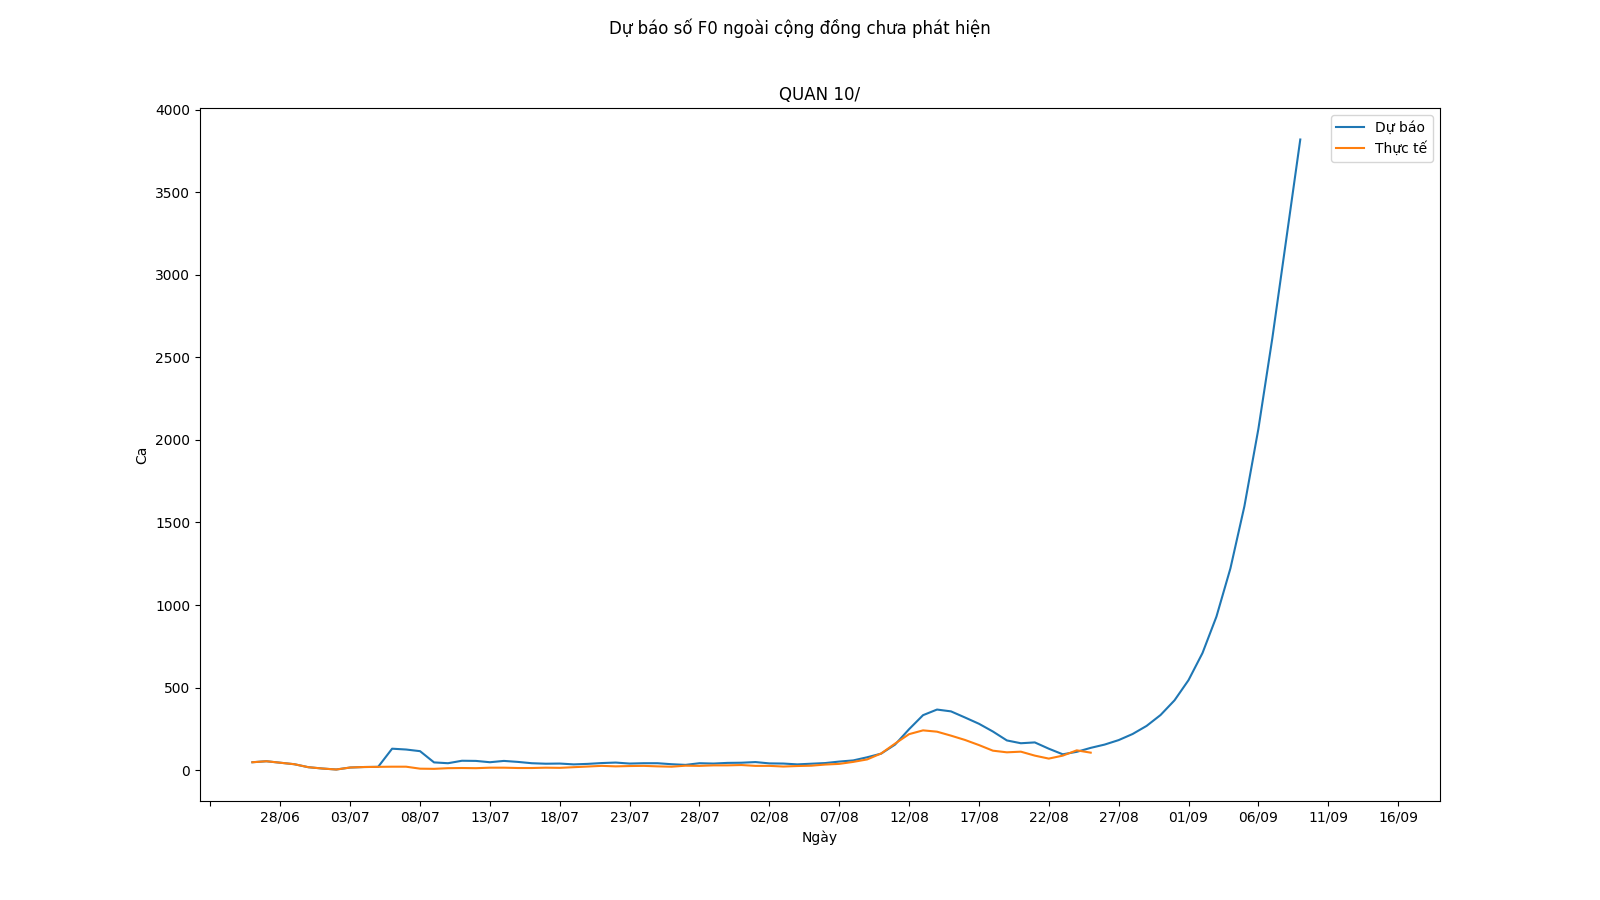 Dự báo số F0 ngoài cộng đồng chưa phát hiện
QUAN 10/
Dự báo
Thực tế
4000
3500
3000
2500
2000
1500
1000
500
0
Ca
28/06 03/07 08/07 13/07 18/07 23/07 28/07 02/08 07/08 12/08 17/08 22/08 27/08 01/09 06/09 11/09 16/09
Ngày